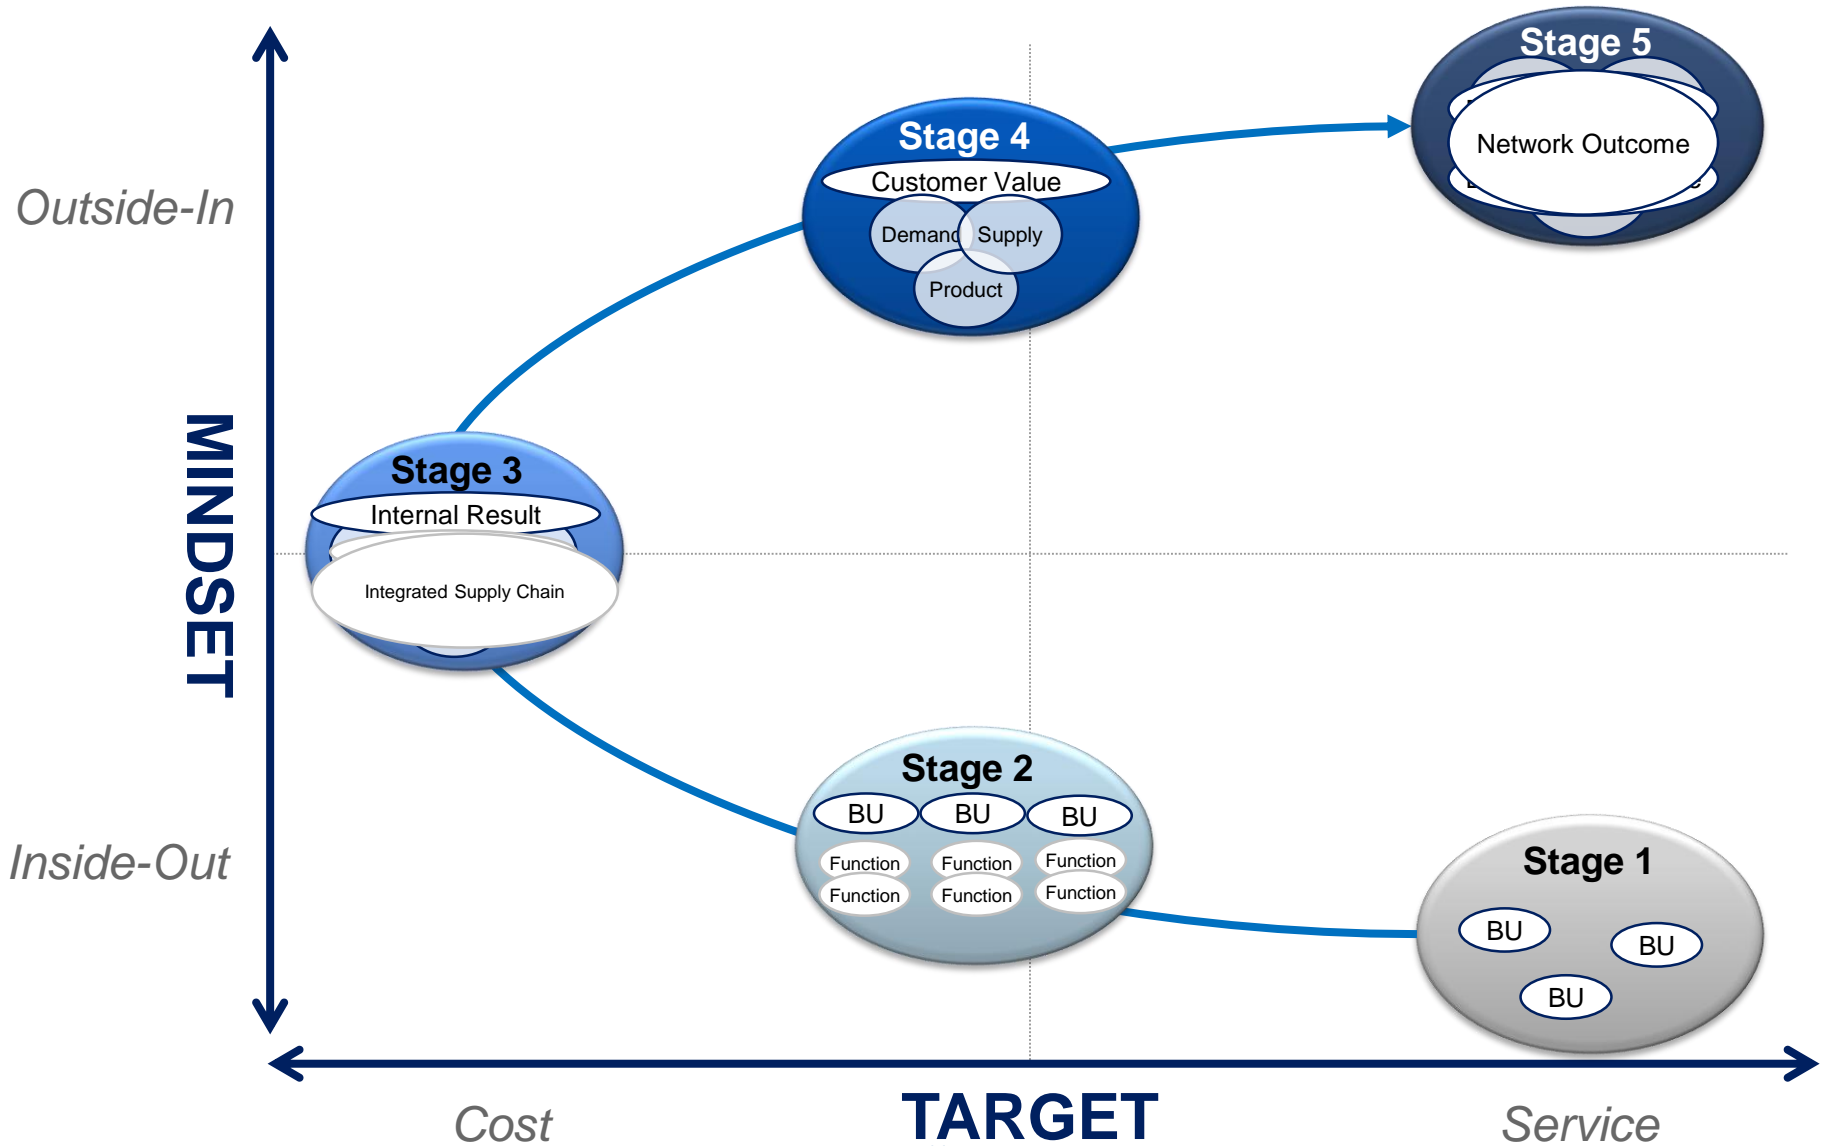 Stage 5
Network Outcome
Stage 4
Customer Value
Demand
Supply
Product
Outside-In
MINDSET
Stage 3
Internal Result
Integrated Supply Chain
Stage 2
BU
BU
BU
Function
Function
Function
Function
Function
Function
Inside-Out
Stage 1
BU
BU
BU
Cost
TARGET
Service